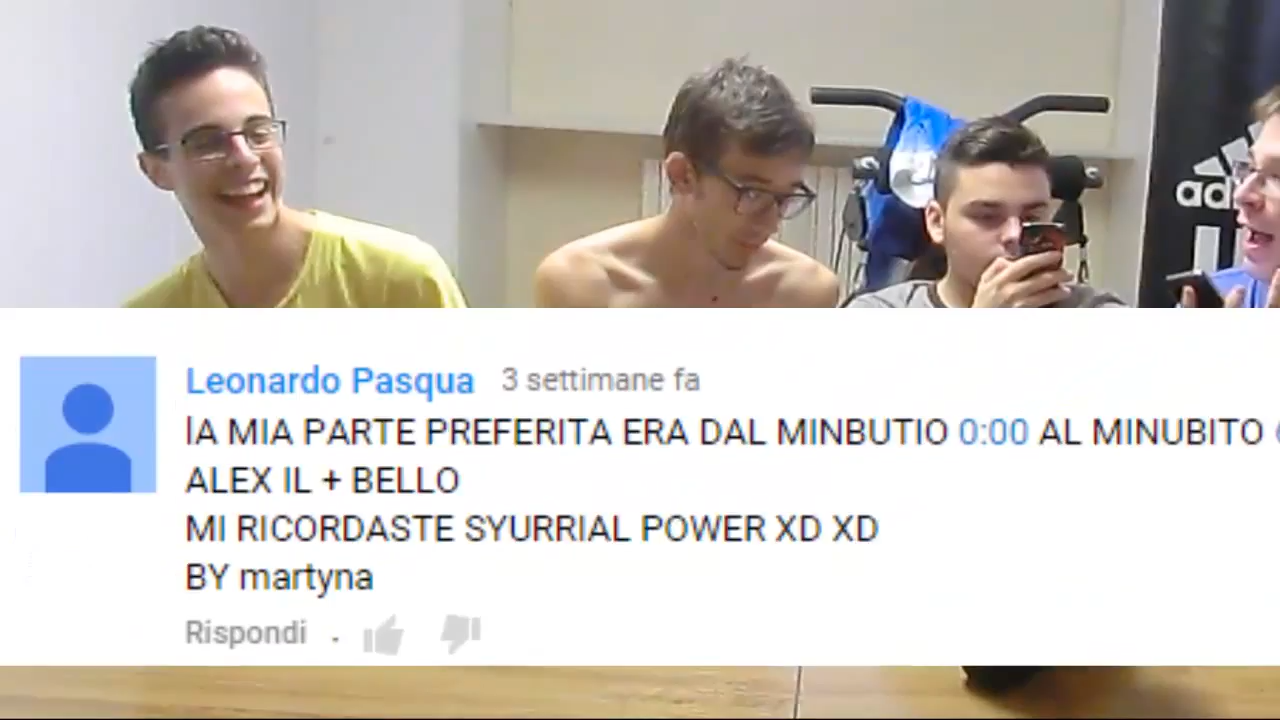 ad
Leonardo Pasqua 3 settimane fa
lA MIA PARTE PREFERITA ERA DAL MINBUTIO 0:00 AL MINUBITO
ALEX IL + BELLO
MI RICORDASTE SYURRIAL POWER XD XD
BY martyna
Rispondi .